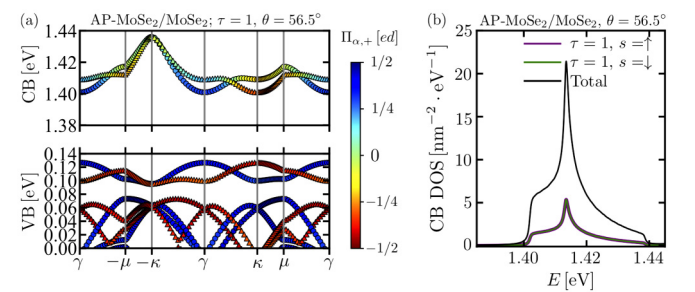 (a) AP-MoSe₂/MoSe₂; τ = 1, θ = 56.5°
Π_{α,+} [ed]
CB [eV]
1.44
1.42
1.40
1.38
VB [eV]
0.14
0.12
0.10
0.08
0.06
0.04
0.02
0.00
γ −μ −κ γ κ μ γ
1/2
1/4
0
−1/4
−1/2
(b) AP-MoSe₂/MoSe₂, θ = 56.5°
τ = 1, s =↑
τ = 1, s =↓
Total
CB DOS [nm⁻² · eV⁻¹]
25
20
15
10
5
0
1.40 1.42 1.44
E [eV]